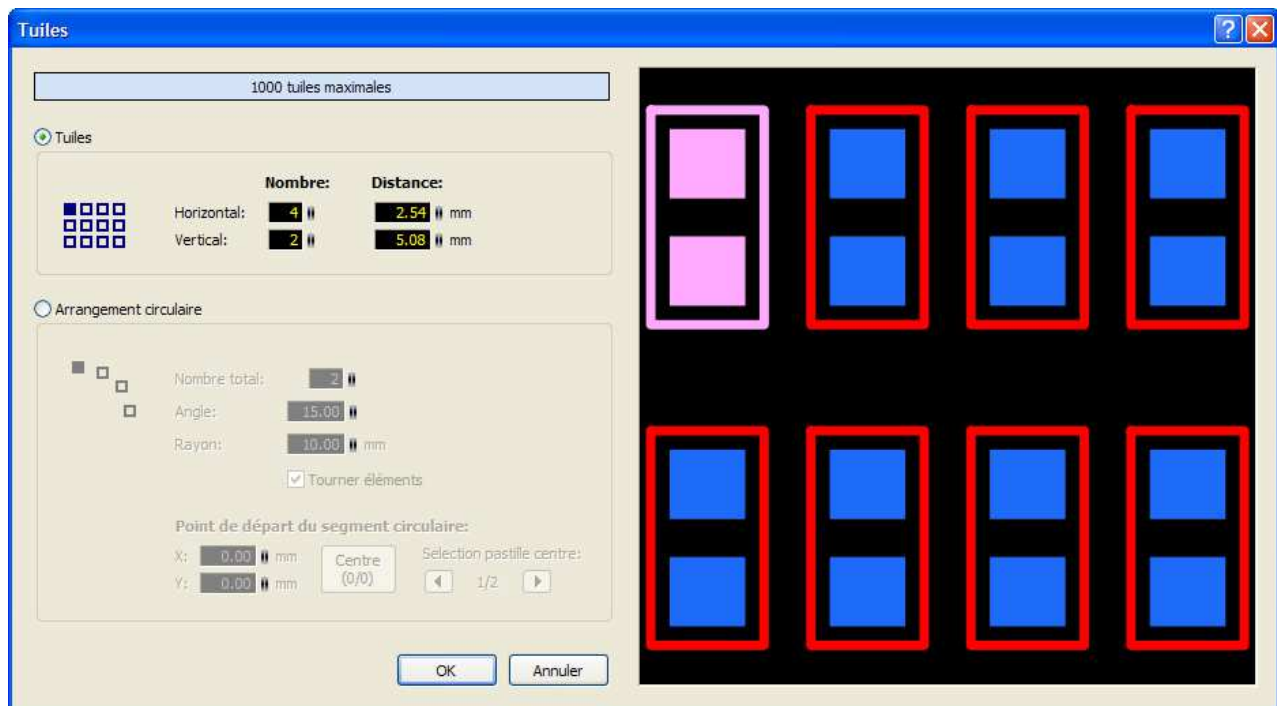 Tuiles
1000 tuiles maximales
Tuiles
Nombre: Distance:
Horizontal: 4 2.54 mm
Vertical: 2 5.08 mm
Arrangement circulaire
Nombre total: 2
Angle: 15.00
Rayon: 10.00 mm
Tourner éléments
Point de départ du segment circulaire:
X: 0.00 mm
Y: 0.00 mm
Centre
(0/0)
Sélection pastille centre:
1/2
OK Annuler